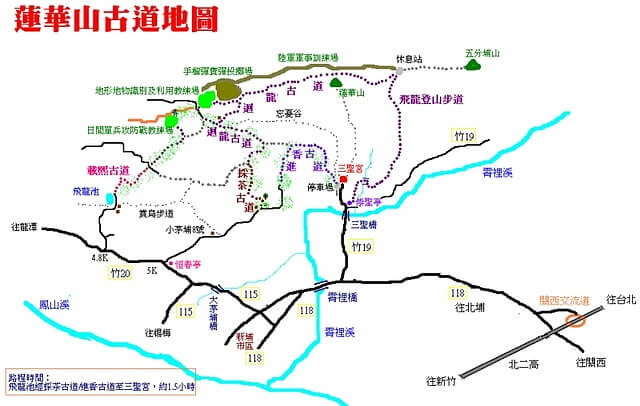 蓮華山古道地圖
陸軍軍事訓練場
休息站
五分埔山
手榴彈實彈投擲場
地形地物識別及利用教練場
迴龍古道
蓮華山
飛龍登山步道
日間單兵攻防戰教練場
忘憂谷
迴龍古道
香古
進道
竹19
載熙古道
採茶古道
三聖宮
霄裡溪
飛龍池
停車場
崇聖亭
賞鳥步道
小茅埔8號
三聖橋
往龍潭
竹19
4.8K
竹20
5K
恒春亭
115
大茅埔橋
115
霄裡橋
118
往北埔
關西交流道
往台北
鳳山溪
118
往楊梅
新埔
市區
118
霄裡溪
北二高
往關西
往新竹
路程時間：
飛龍池經採茶古道/進香古道至三聖宮，約1.5小時